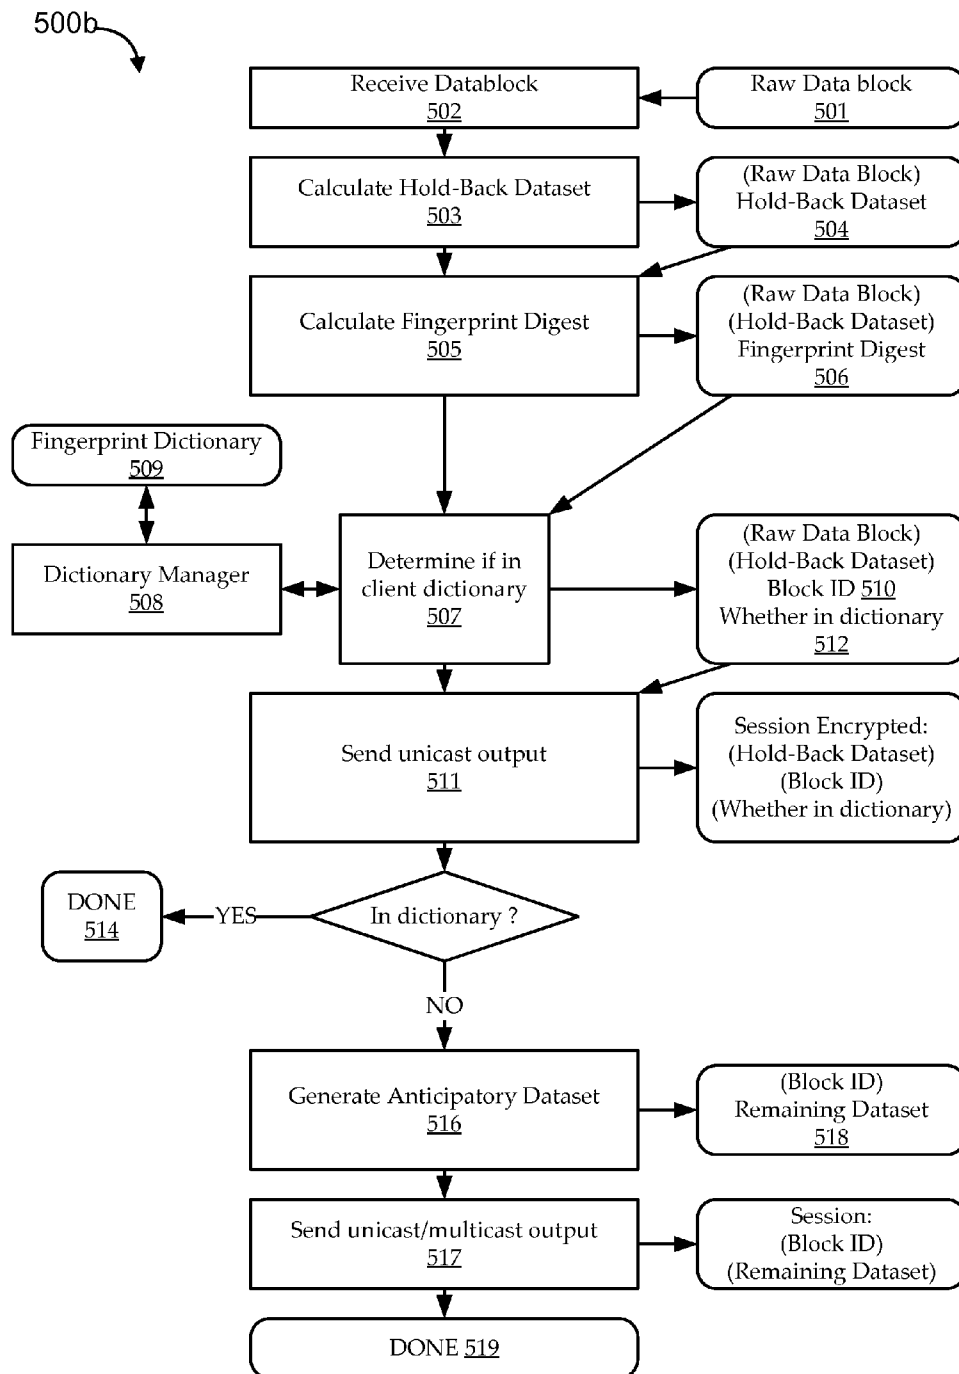 500b
Receive Datablock
502
Raw Data block
501
Calculate Hold-Back Dataset
503
(Raw Data Block)
Hold-Back Dataset
504
Calculate Fingerprint Digest
505
(Raw Data Block)
(Hold-Back Dataset)
Fingerprint Digest
506
Fingerprint Dictionary
509
Dictionary Manager
508
Determine if in
client dictionary
507
(Raw Data Block)
(Hold-Back Dataset)
Block ID 510
Whether in dictionary
512
Send unicast output
511
Session Encrypted:
(Hold-Back Dataset)
(Block ID)
(Whether in dictionary)
DONE
514
YES
In dictionary ?
NO
Generate Anticipatory Dataset
516
(Block ID)
Remaining Dataset
518
Send unicast/multicast output
517
Session:
(Block ID)
(Remaining Dataset)
DONE 519